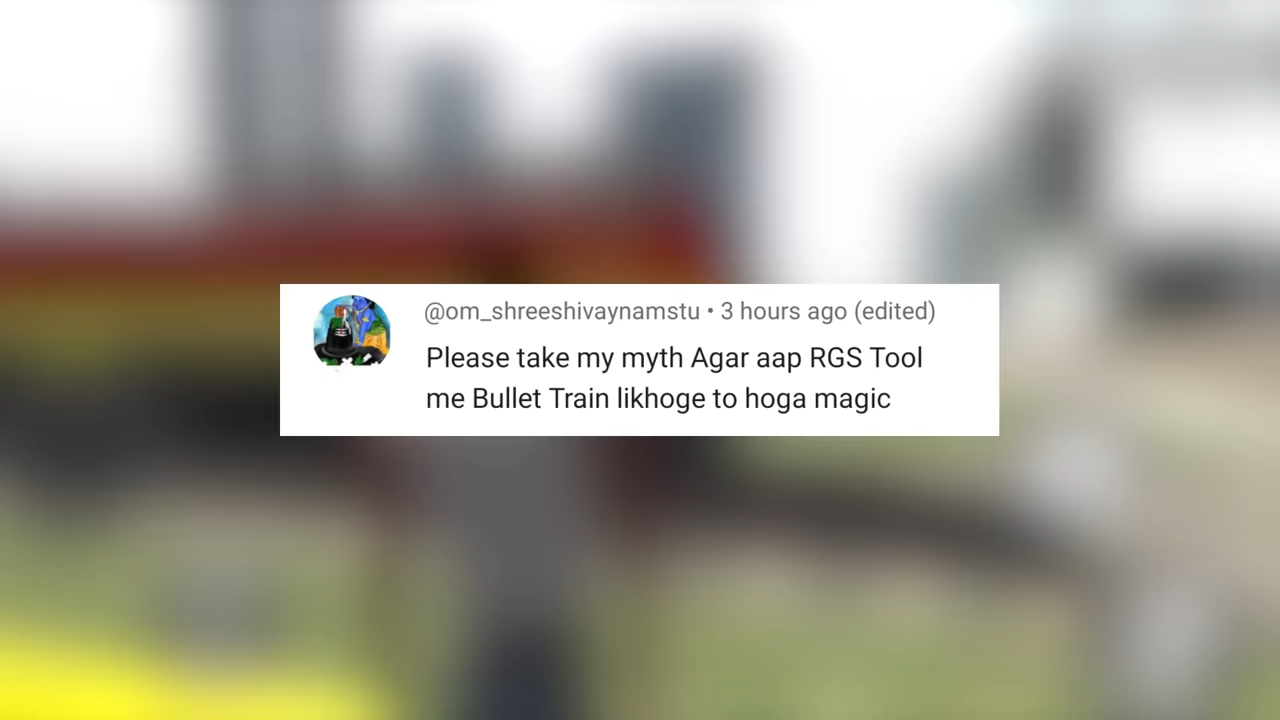 @om_shreeshivaynamstu • 3 hours ago (edited)
Please take my myth Agar aap RGS Tool
me Bullet Train likhoge to hoga magic